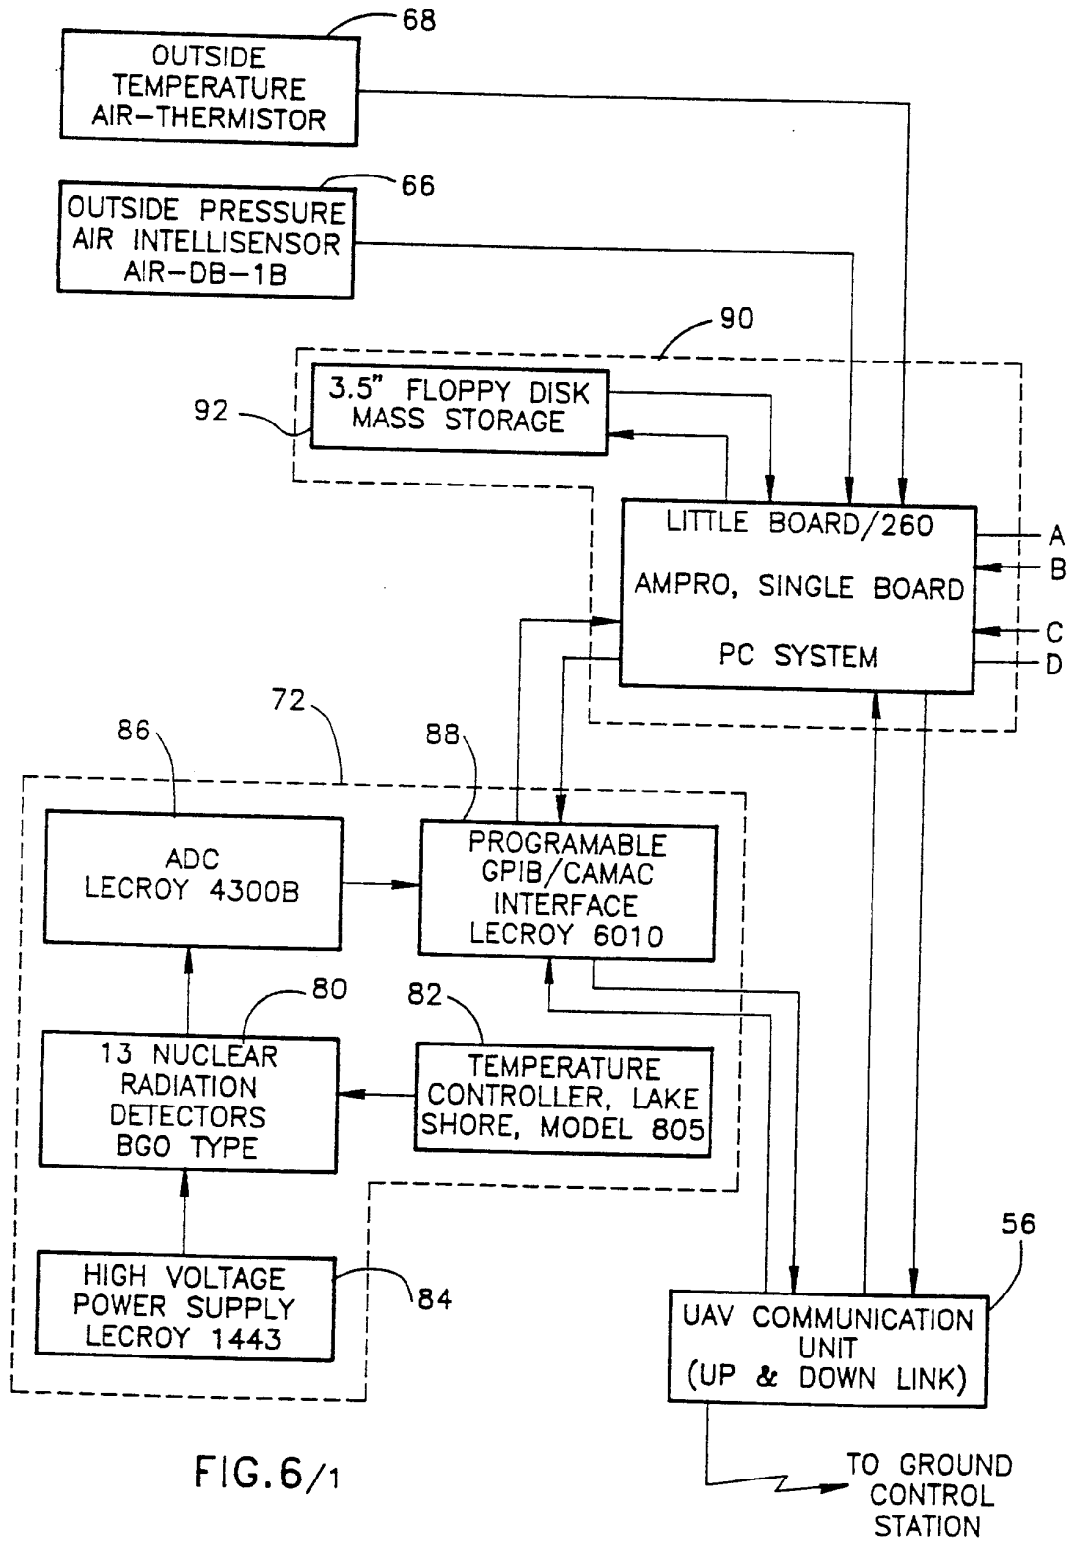 68
OUTSIDE
TEMPERATURE
AIR-THERMISTOR
66
OUTSIDE PRESSURE
AIR INTELLISENSOR
AIR-DB-1B
90
3.5" FLOPPY DISK
MASS STORAGE
92
LITTLE BOARD/260
AMPRO, SINGLE BOARD
PC SYSTEM
A
B
C
D
72
86
88
ADC
LECROY 4300B
PROGRAMABLE
GPIB/CAMAC
INTERFACE
LECROY 6010
80
82
13 NUCLEAR
RADIATION
DETECTORS
BGO TYPE
TEMPERATURE
CONTROLLER, LAKE
SHORE, MODEL 805
56
HIGH VOLTAGE
POWER SUPPLY
LECROY 1443
84
UAV COMMUNICATION
UNIT
(UP & DOWN LINK)
FIG.6/1
TO GROUND
CONTROL
STATION